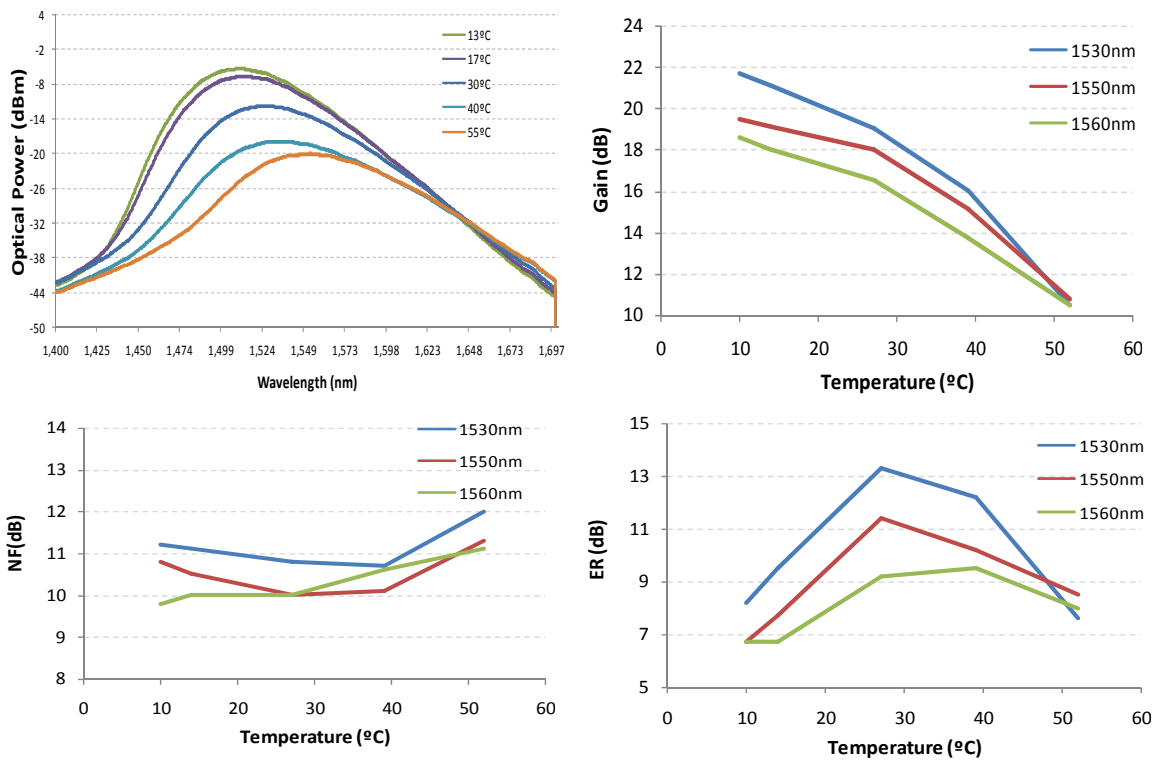 4
-2
-8
-14
-20
-26
-32
-38
-44
-50
Optical Power (dBm)
13ºC
17ºC
30ºC
40ºC
55ºC
1,400 1,425 1,450 1,474 1,499 1,524 1,549 1,573 1,598 1,623 1,648 1,673 1,697
Wavelength (nm)
24
22
20
18
16
14
12
10
Gain (dB)
1530nm
1550nm
1560nm
0 10 20 30 40 50 60
Temperature (ºC)
14
13
12
11
10
9
8
NF(dB)
1530nm
1550nm
1560nm
0 10 20 30 40 50 60
Temperature (ºC)
15
13
11
9
7
5
ER (dB)
1530nm
1550nm
1560nm
0 10 20 30 40 50 60
Temperature (ºC)